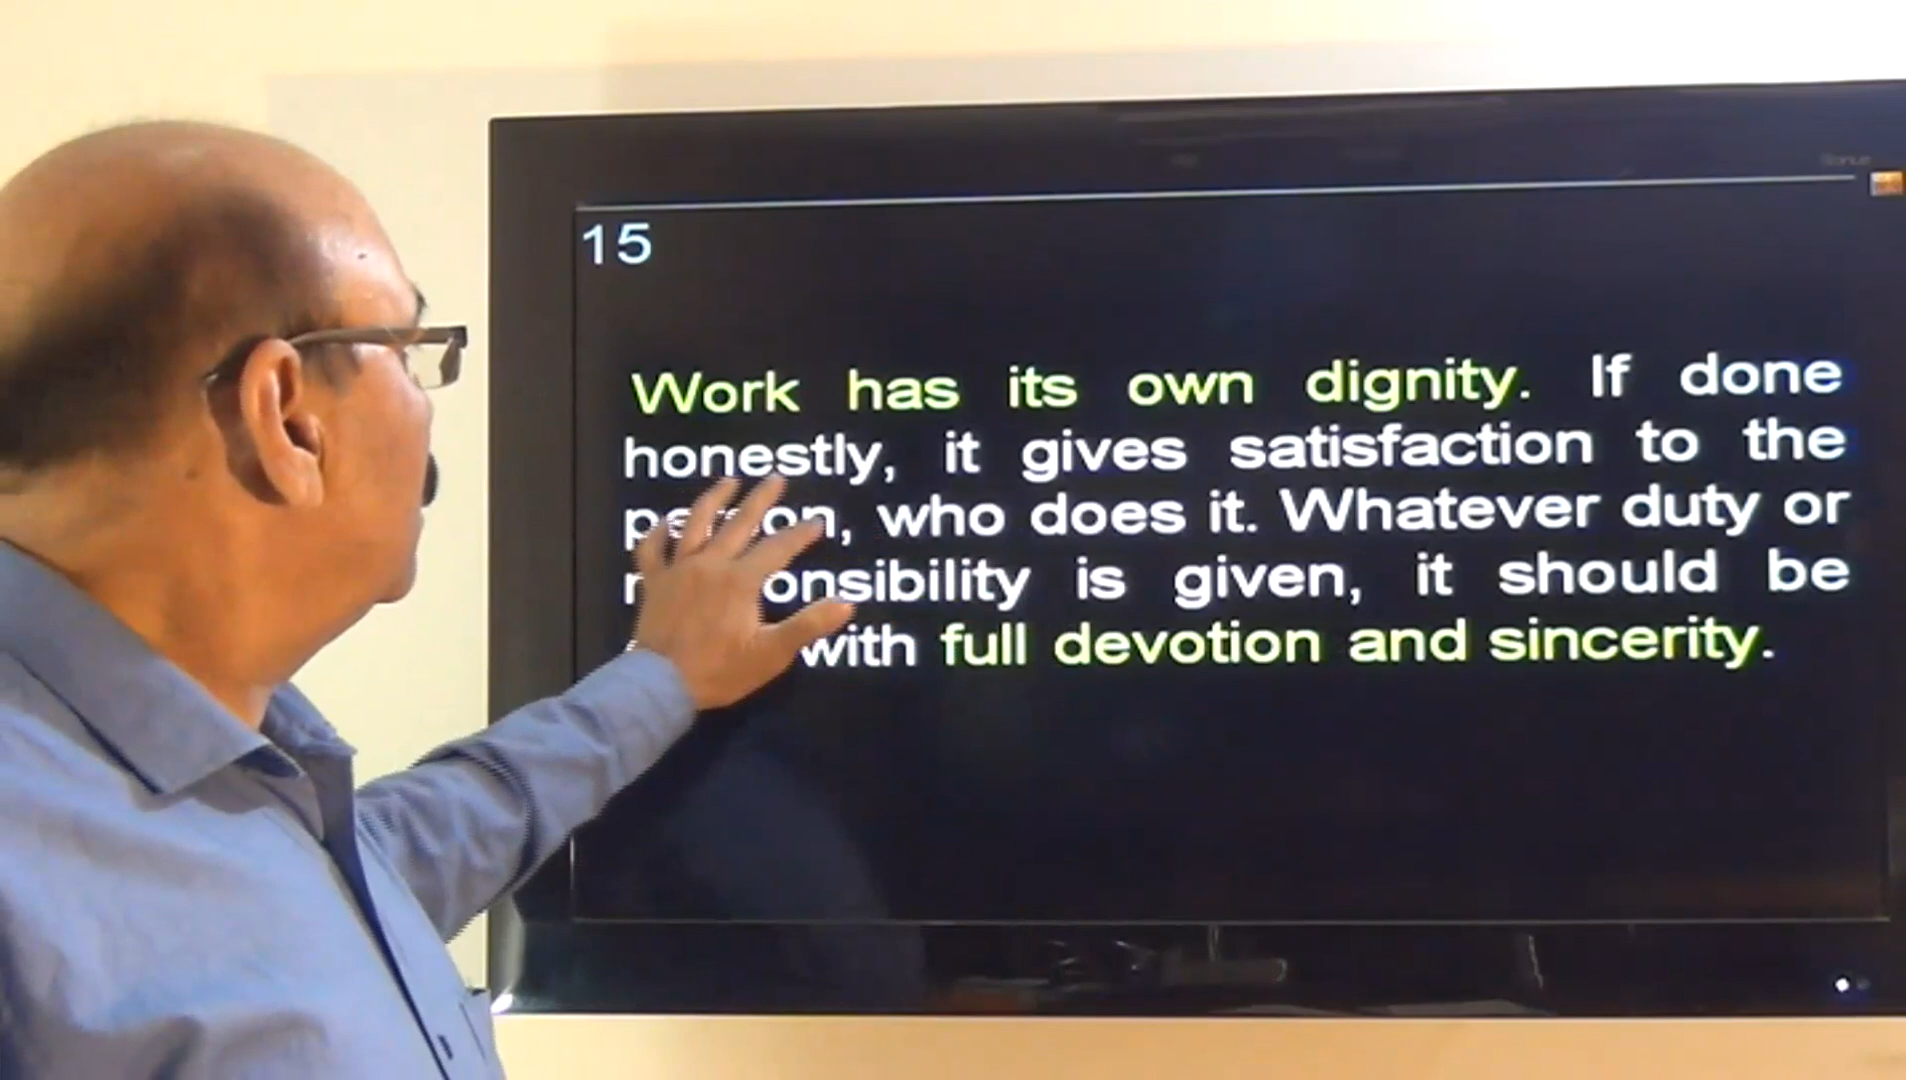 15
Work has its own dignity. If done
honestly, it gives satisfaction to the
person, who does it. Whatever duty or
is given, it should be
with full devotion and sincerity.